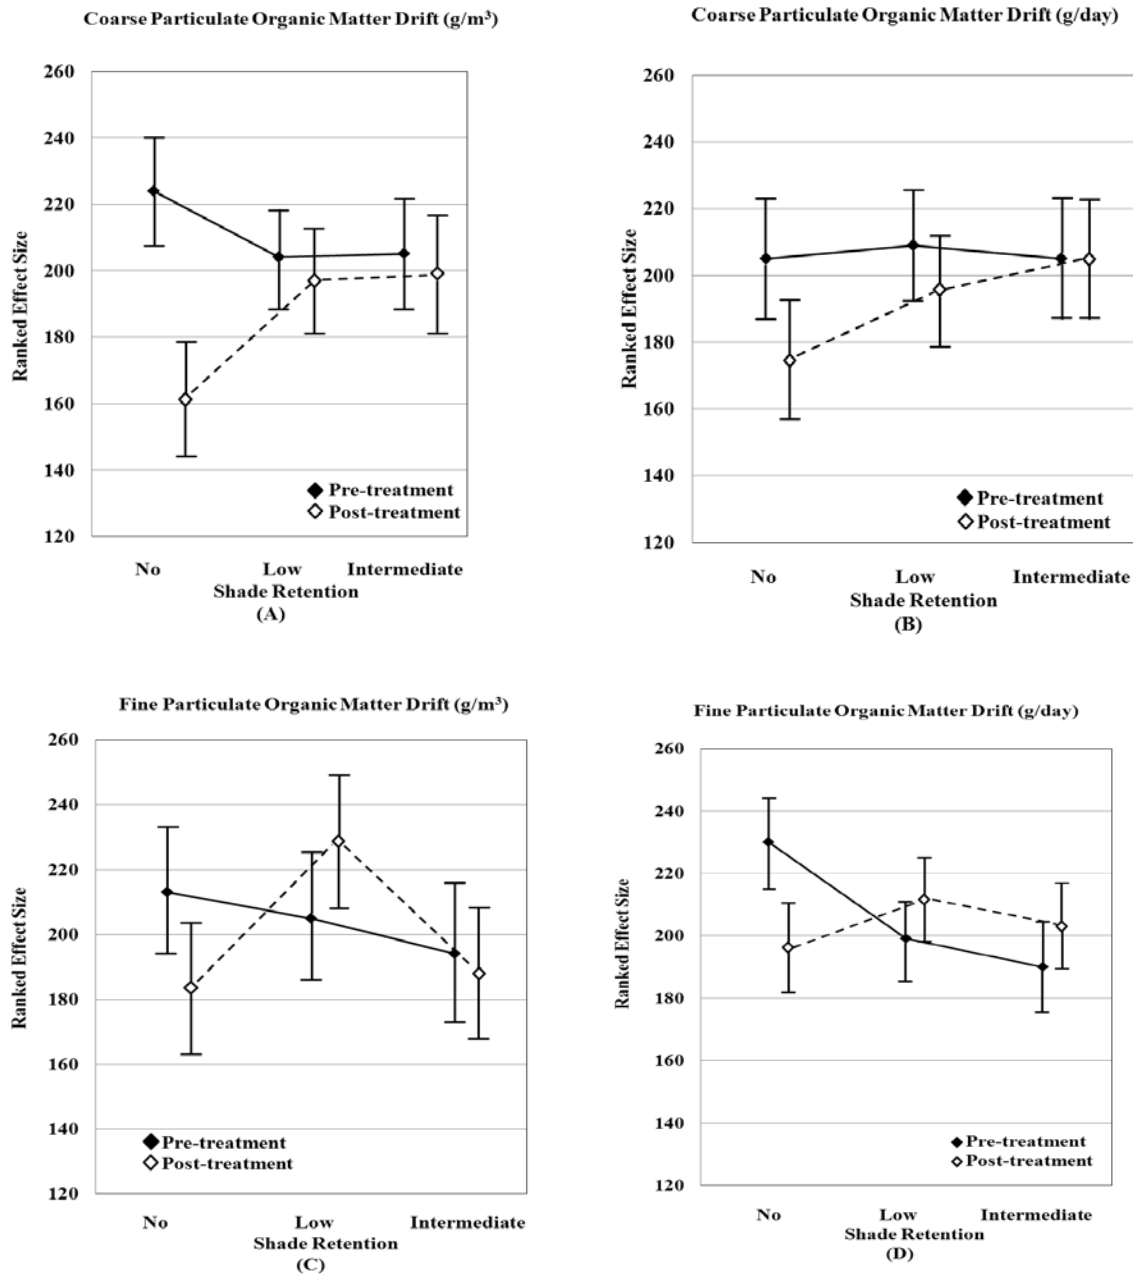 Coarse Particulate Organic Matter Drift (g/m³)
260
240
220
200
180
160
140
120
Ranked Effect Size
Pre-treatment
Post-treatment
No Low Intermediate
Shade Retention
(A)
Coarse Particulate Organic Matter Drift (g/day)
260
240
220
200
180
160
140
120
Ranked Effect Size
Pre-treatment
Post-treatment
No Low Intermediate
Shade Retention
(B)
Fine Particulate Organic Matter Drift (g/m³)
260
240
220
200
180
160
140
120
Ranked Effect Size
Pre-treatment
Post-treatment
No Low Intermediate
Shade Retention
(C)
Fine Particulate Organic Matter Drift (g/day)
260
240
220
200
180
160
140
120
Ranked Effect Size
Pre-treatment
Post-treatment
No Low Intermediate
Shade Retention
(D)